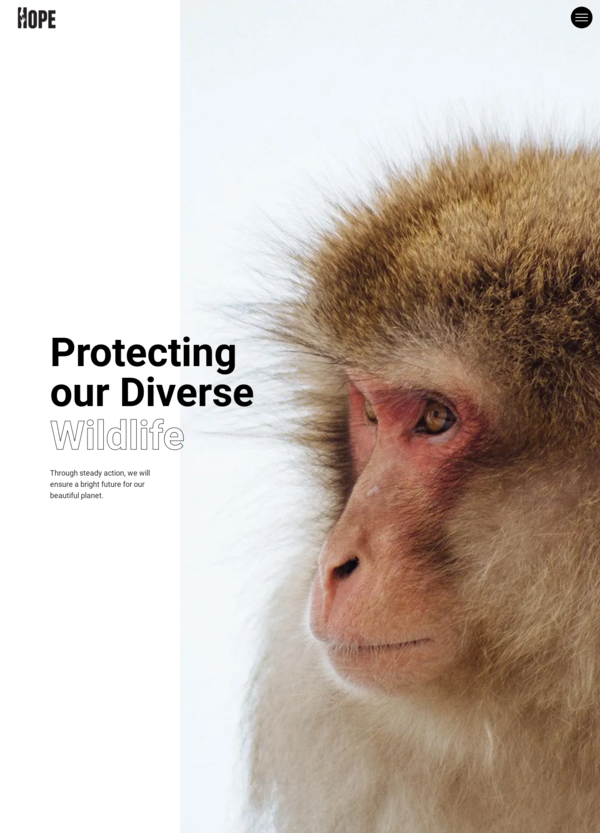 HOPE
Protecting
our Diverse
Wildlife
Through steady action, we will
ensure a bright future for our
beautiful planet.